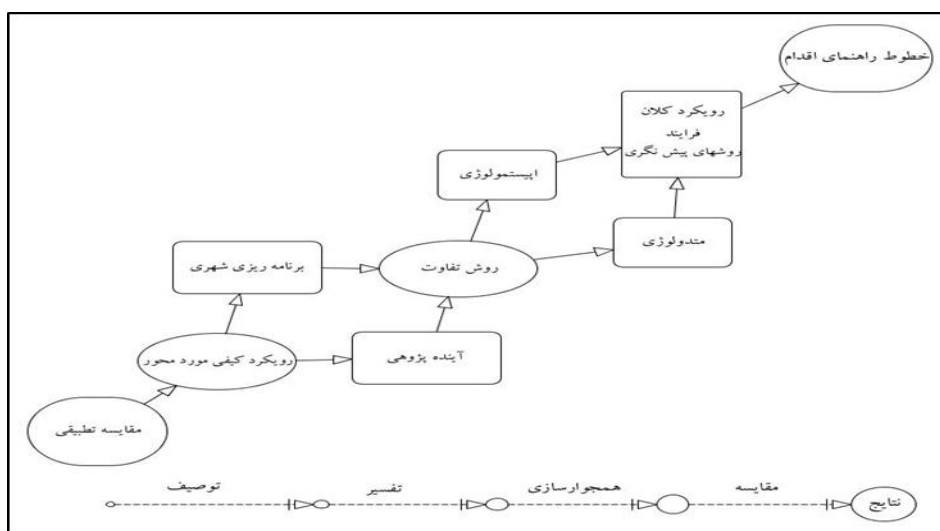 خطوط راهنمای اقدام
رویکرد کلان
فرایند
روشهای پیش نگری
اپیستمولوژی
متدولوژی
برنامه ریزی شهری
روش تفاوت
رویکرد کیفی مورد محور
آینده پژوهی
مقایسه تطبیقی
توصیف
تفسیر
همجوارسازی
مقایسه
نتایج